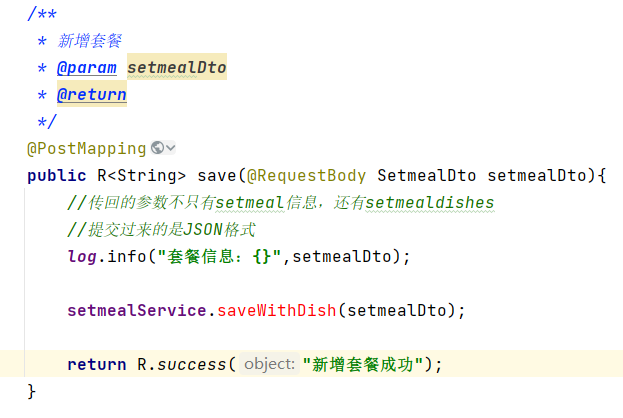 /**
 * 新增套餐
 * @param setmealDto
 * @return
 */
@PostMapping
public R<String> save(@RequestBody SetmealDto setmealDto){
    //传回的参数不只有setmeal信息，还有setmealdishes
    //提交过来的是JSON格式
    log.info("套餐信息：{}",setmealDto);
    setmealService.saveWithDish(setmealDto);
    return R.success( object: "新增套餐成功");
}